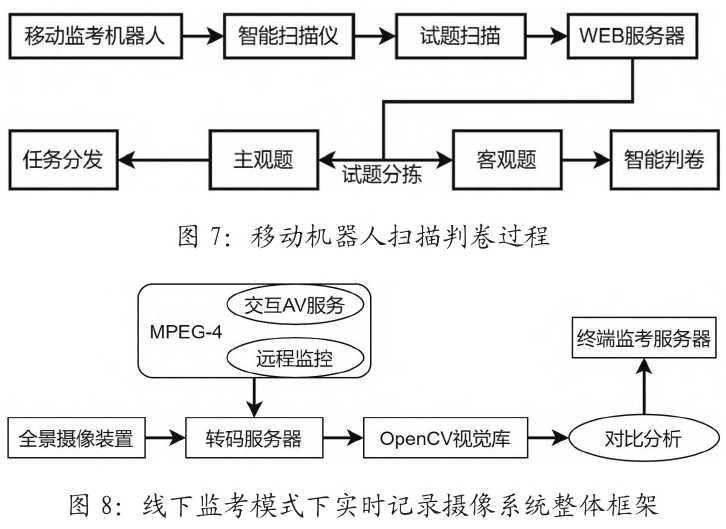 移动监考机器人 智能扫描仪 试题扫描 WEB服务器
任务分发 主观题 试题分拣 客观题 智能判卷
图 7：移动机器人扫描判卷过程
交互AV服务
MPEG-4
远程监控
终端监考服务器
全景摄像装置 转码服务器 OpenCV视觉库 对比分析
图 8：线下监考模式下实时记录摄像系统整体框架